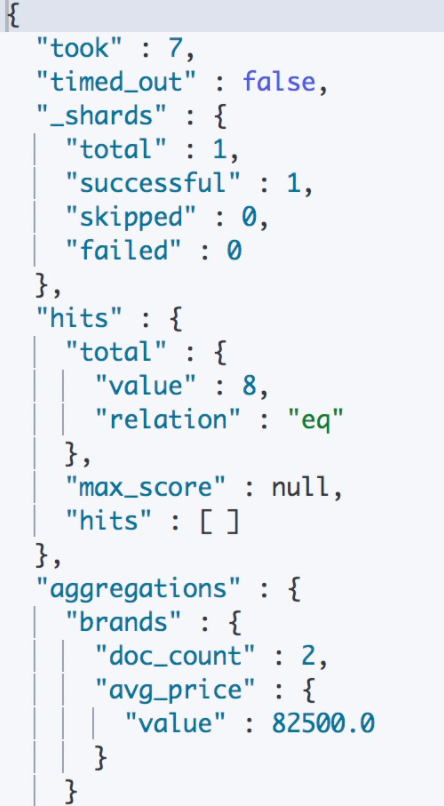 {
  "took" : 7,
  "timed_out" : false,
  "_shards" : {
    "total" : 1,
    "successful" : 1,
    "skipped" : 0,
    "failed" : 0
  },
  "hits" : {
    "total" : {
      "value" : 8,
      "relation" : "eq"
    },
    "max_score" : null,
    "hits" : [ ]
  },
  "aggregations" : {
    "brands" : {
      "doc_count" : 2,
      "avg_price" : {
        "value" : 82500.0
      }
    }